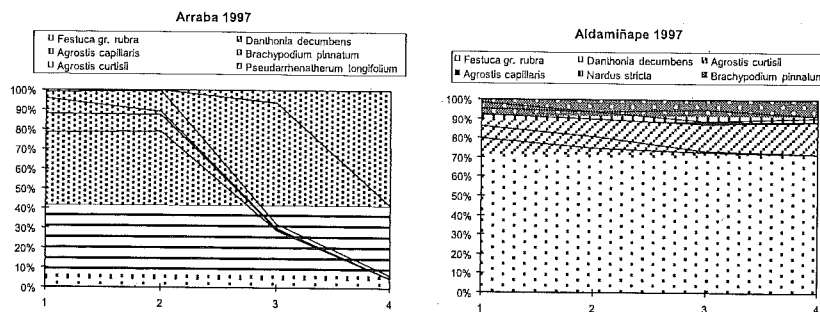 Arraba 1997
Festuca gr. rubra Danthonia decumbens
Agrostis capillaris Brachypodium pinnatum
Agrostis curtisii Pseudarrhenatherum longifolium
100%
90%
80%
70%
60%
50%
40%
30%
20%
10%
0%
1 2 3 4
Aldamiñape 1997
Festuca gr. rubra Danthonia decumbens Agrostis curtisii
Agrostis capillaris Nardus stricta Brachypodium pinnatum
100%
90%
80%
70%
60%
50%
40%
30%
20%
10%
0%
1 2 3 4